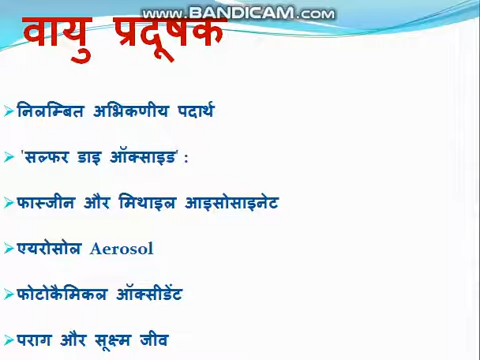 www.BANDICAM.com
वायु प्रदूषक
निलम्बित अभिकणीय पदार्थ
'सल्फर डाइ ऑक्साइड' :
फास्जीन और मिथाइल आइसोसाइनेट
एयरोसोल Aerosol
फोटोकैमिकल ऑक्सीडेंट
पराग और सूक्ष्म जीव